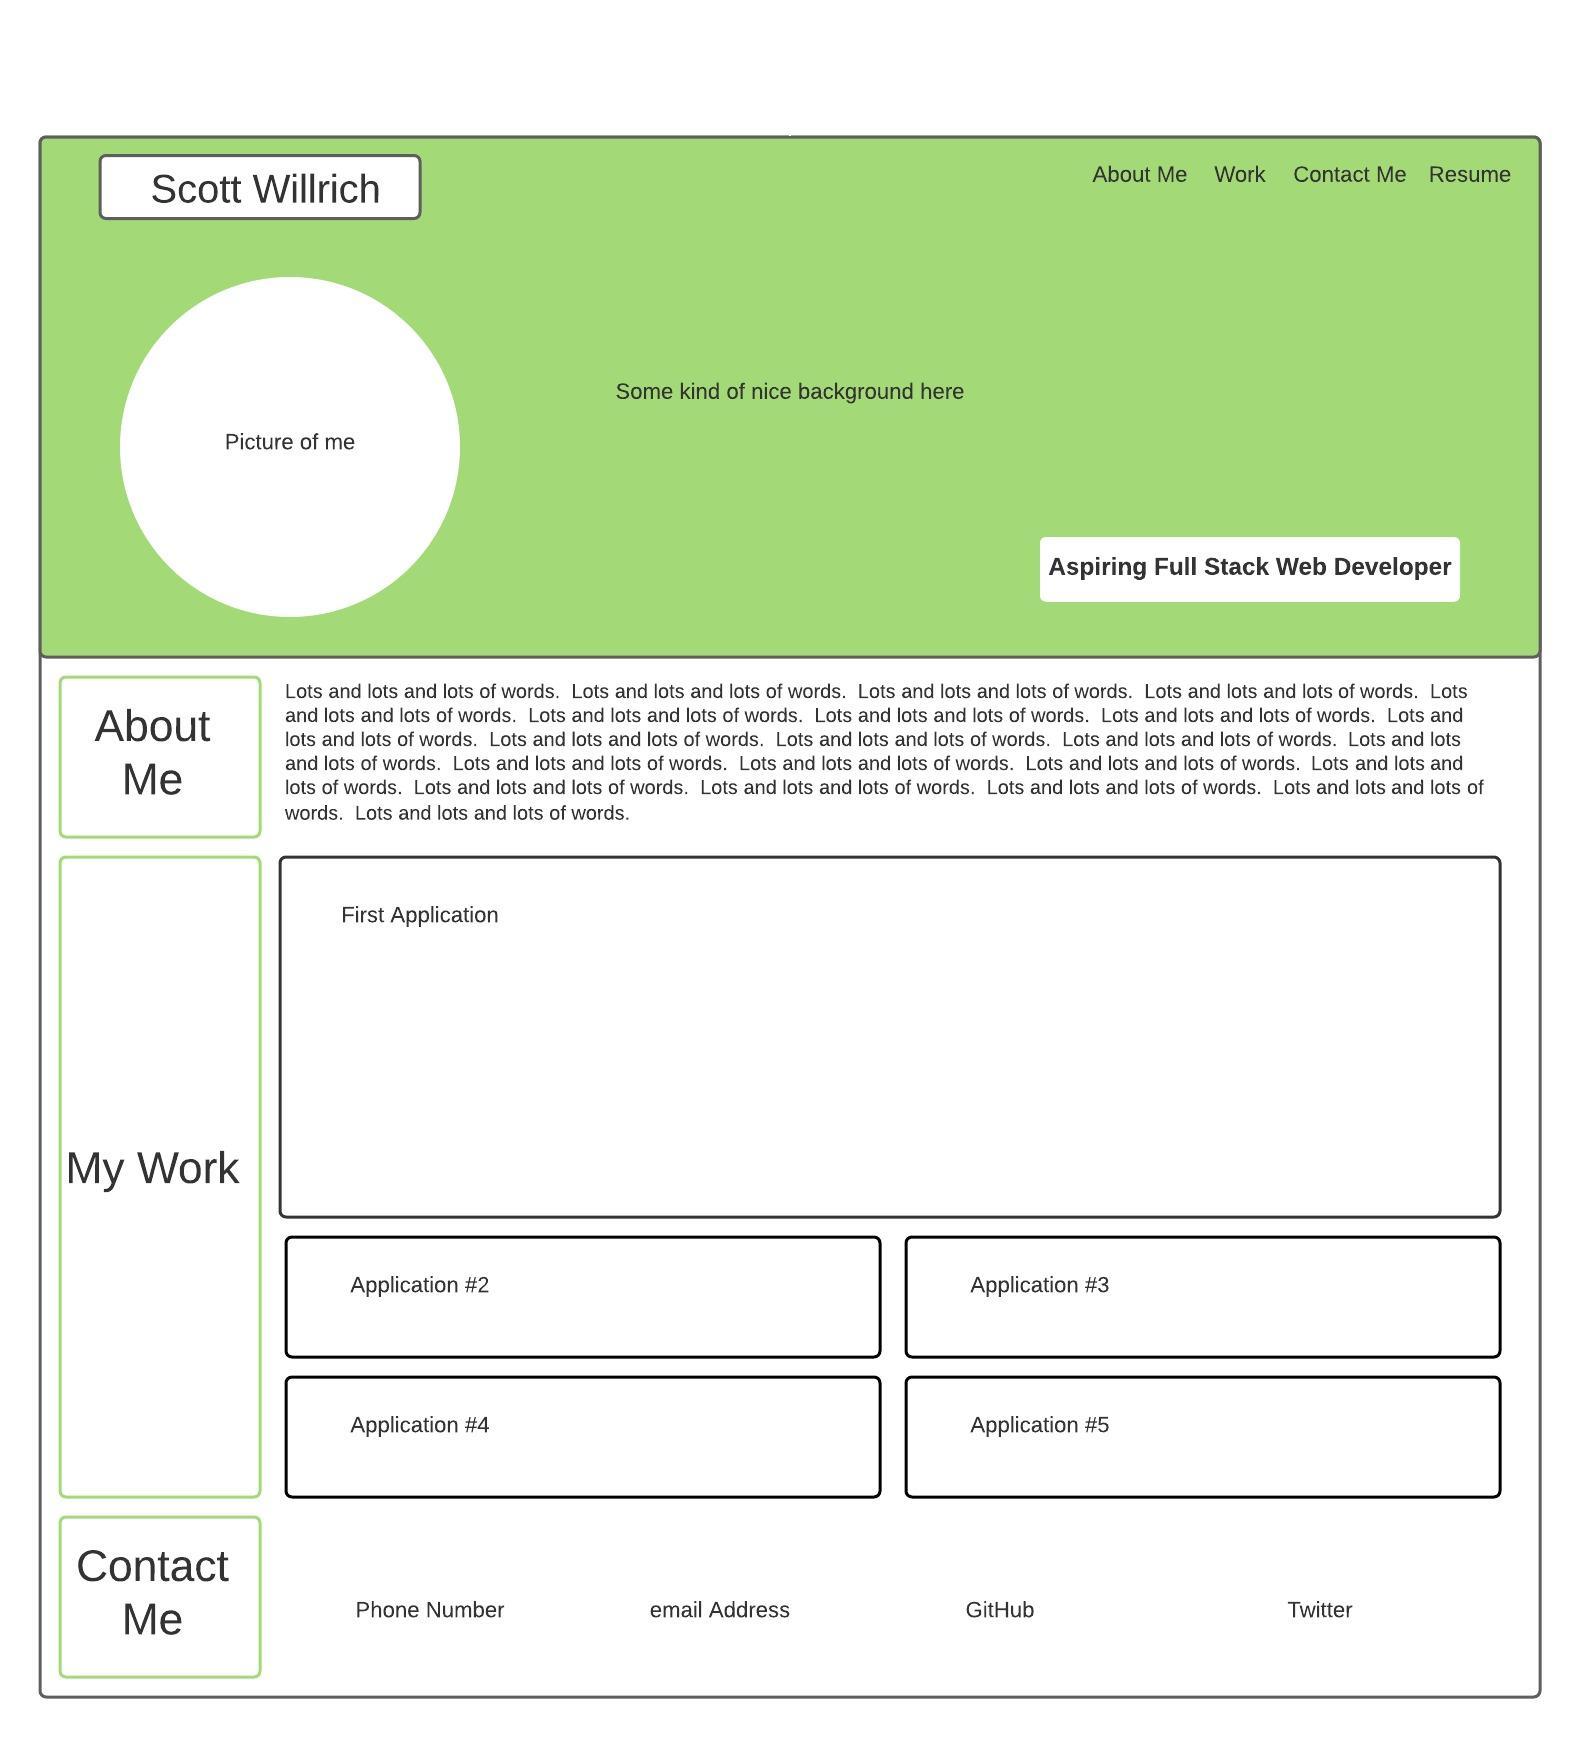 Scott Willrich
About Me Work Contact Me Resume
Some kind of nice background here
Picture of me
Aspiring Full Stack Web Developer
About
Me
Lots and lots and lots of words.  Lots and lots and lots of words.  Lots and lots and lots of words.  Lots and lots and lots of words.  Lots
and lots and lots of words.  Lots and lots and lots of words.  Lots and lots and lots of words.  Lots and lots and lots of words.  Lots and
lots and lots of words.  Lots and lots and lots of words.  Lots and lots and lots of words.  Lots and lots and lots of words.  Lots and lots
and lots of words.  Lots and lots and lots of words.  Lots and lots and lots of words.  Lots and lots and lots of words.  Lots and lots and
lots of words.  Lots and lots and lots of words.  Lots and lots and lots of words.  Lots and lots and lots of words.  Lots and lots and lots of
words.  Lots and lots and lots of words.
My Work
First Application
Application #2
Application #3
Application #4
Application #5
Contact
Me
Phone Number
email Address
GitHub
Twitter